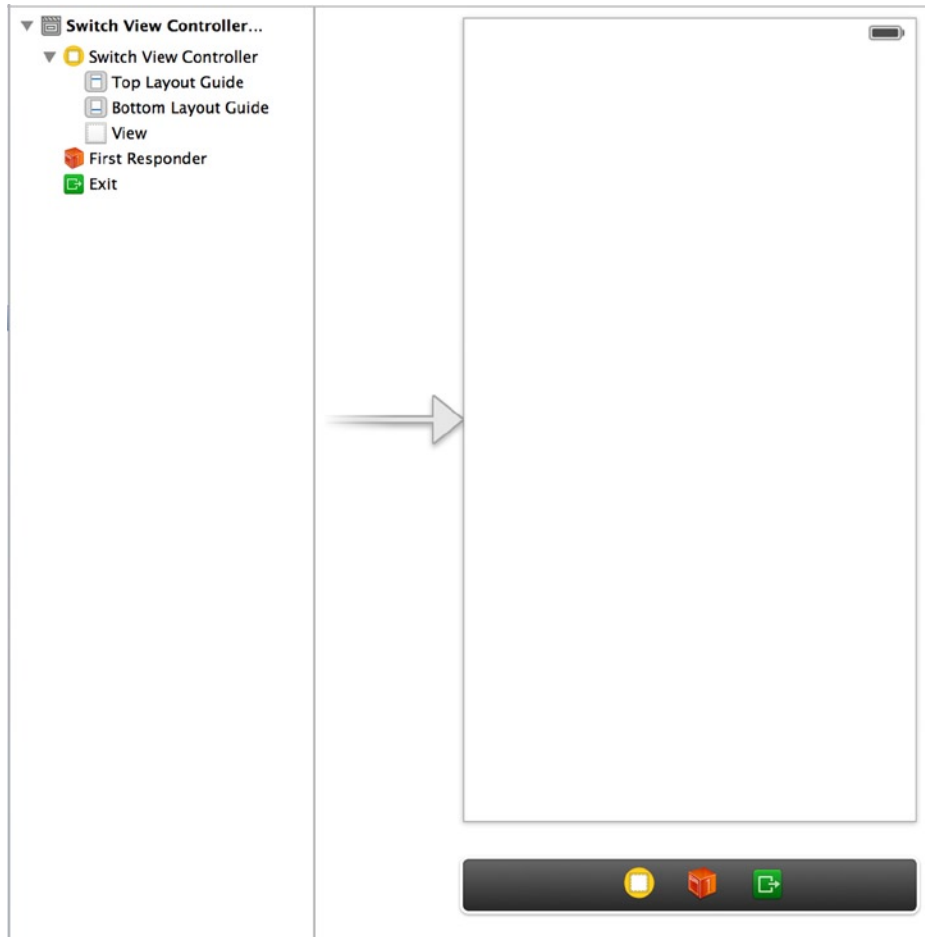 Switch View Controller...
Switch View Controller
Top Layout Guide
Bottom Layout Guide
View
First Responder
Exit